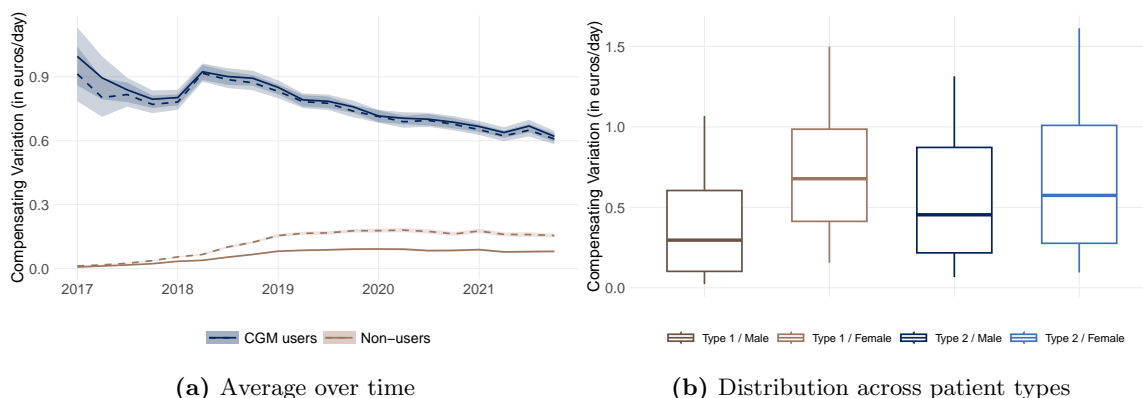 Compensating Variation (in euros/day)
0.9
0.6
0.3
0.0
2017 2018 2019 2020 2021
CGM users Non−users
(a) Average over time
Compensating Variation (in euros/day)
1.5
1.0
0.5
0.0
Type 1 / Male Type 1 / Female Type 2 / Male Type 2 / Female
(b) Distribution across patient types